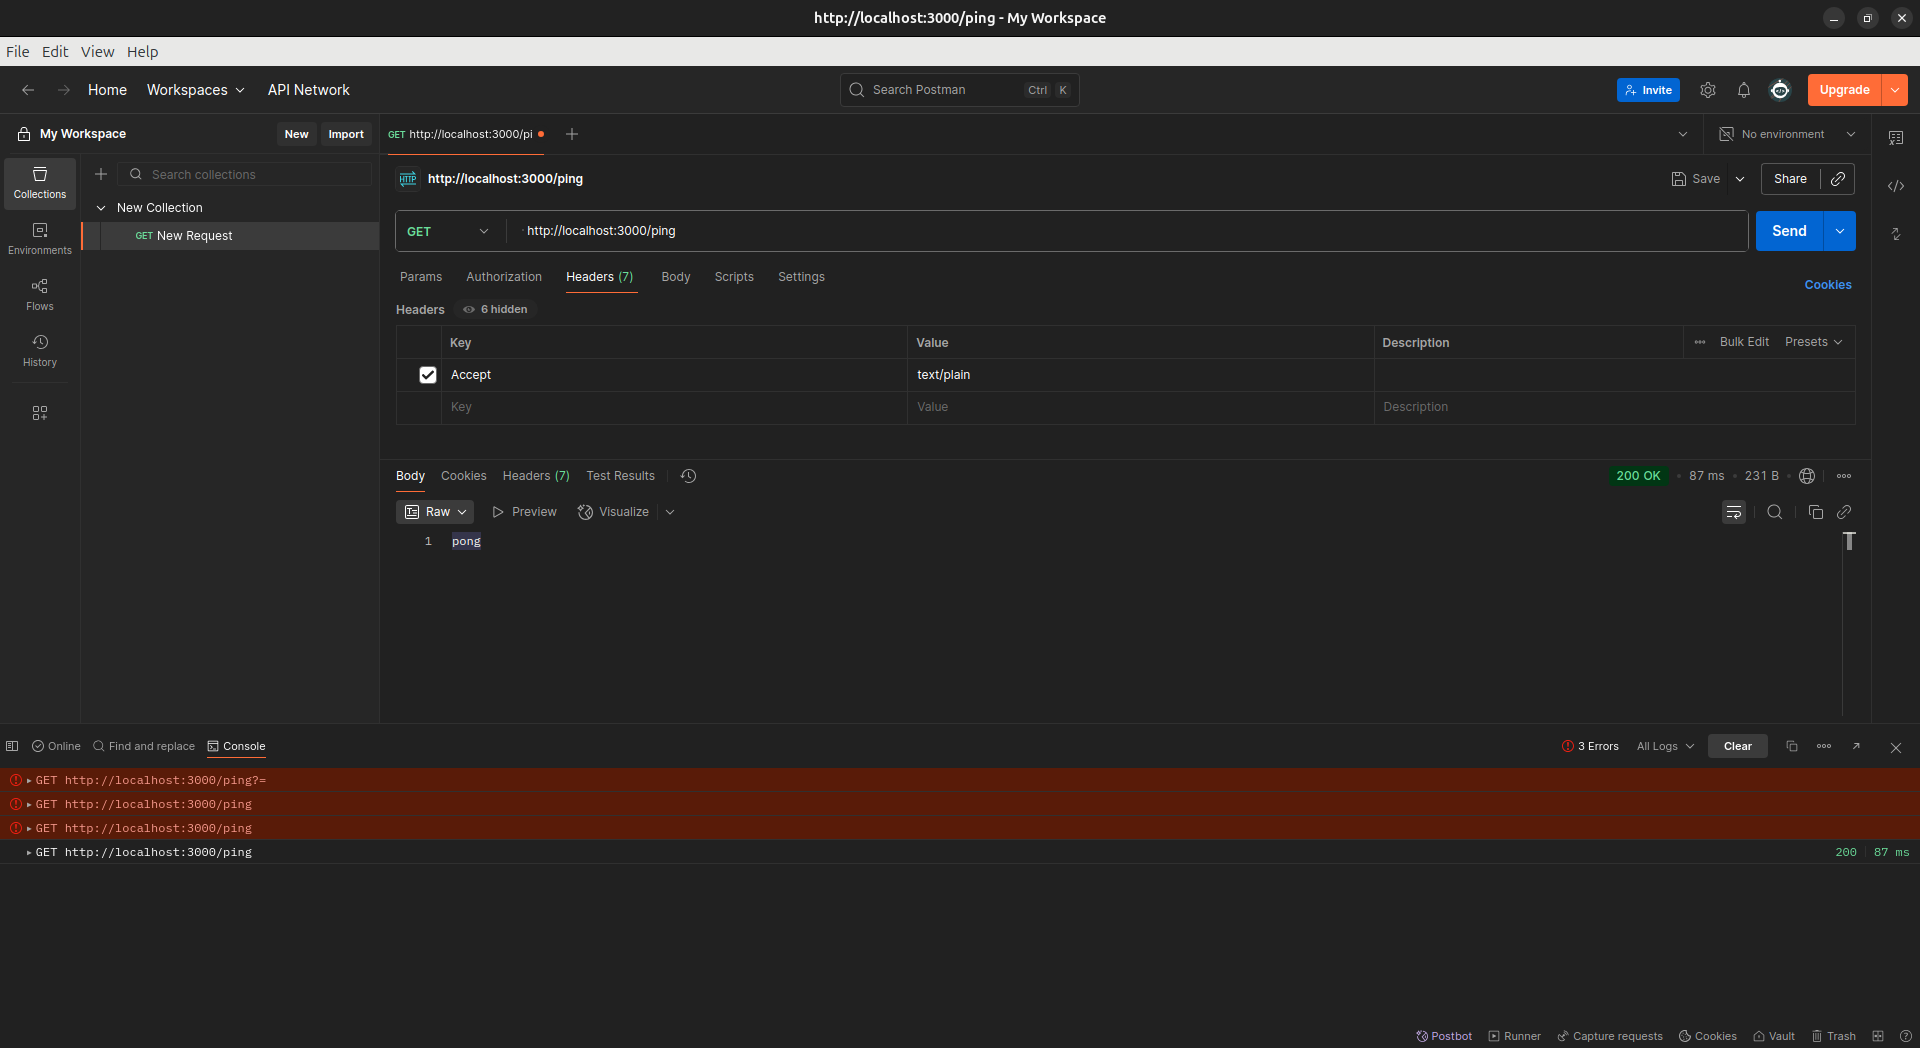 http://localhost:3000/ping - My Workspace
File Edit View Help
Home Workspaces API Network
Search Postman Ctrl K
Invite
Upgrade
My Workspace
New Import
GET http://localhost:3000/pi
No environment
Collections
Search collections
HTTP http://localhost:3000/ping
Save
Share
New Collection
GET New Request
GET http://localhost:3000/ping
Send
Environments
Params Authorization Headers (7) Body Scripts Settings
Cookies
Flows
Headers 6 hidden
Key Value Description
Bulk Edit Presets
History
Accept text/plain
Key Value Description
Body Cookies Headers (7) Test Results
200 OK • 87 ms • 231 B •
Raw Preview Visualize
1 pong
Online Find and replace Console
3 Errors All Logs Clear
GET http://localhost:3000/ping?=
GET http://localhost:3000/ping
GET http://localhost:3000/ping
GET http://localhost:3000/ping
200 87 ms
Postbot Runner Capture requests Cookies Vault Trash